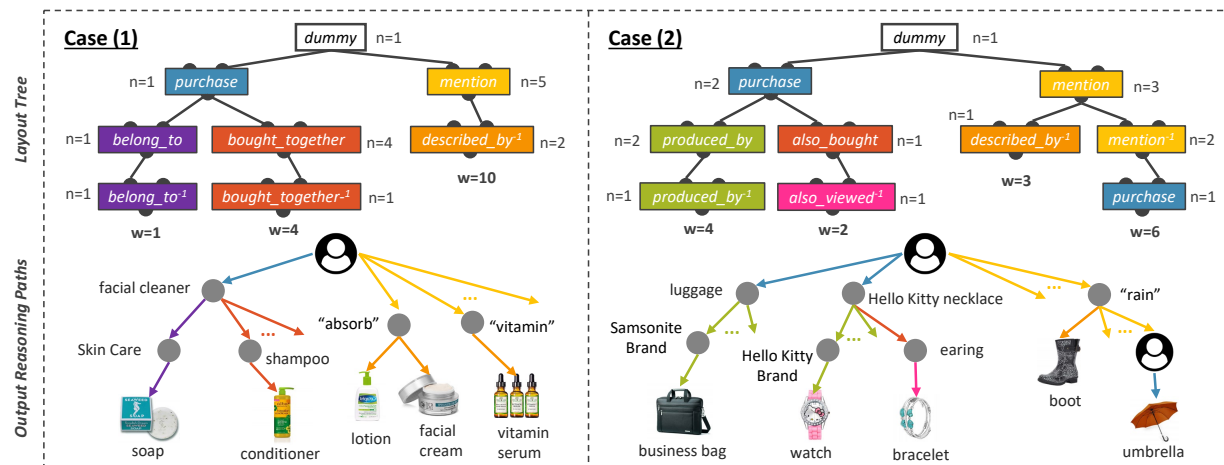 Layout Tree
Output Reasoning Paths
Case (1)
dummy n=1
n=1 purchase
mention n=5
n=1 belong_to
bought_together n=4
described_by-1 n=2
w=10
n=1 belong_to-1
bought_together-1 n=1
w=1
w=4
facial cleaner
...
"absorb"
"vitamin"
Skin Care
...
shampoo
soap
conditioner
lotion
facial
cream
vitamin
serum
Case (2)
dummy n=1
n=2 purchase
mention n=3
n=2 produced_by
also_bought n=1
n=1
described_by-1
mention-1 n=2
w=3
n=1 produced_by-1
also_viewed-1 n=1
purchase n=1
w=4
w=2
w=6
luggage
Hello Kitty necklace
...
"rain"
Samsonite
Brand
...
Hello Kitty
Brand
...
earing
...
boot
business bag
watch
bracelet
umbrella